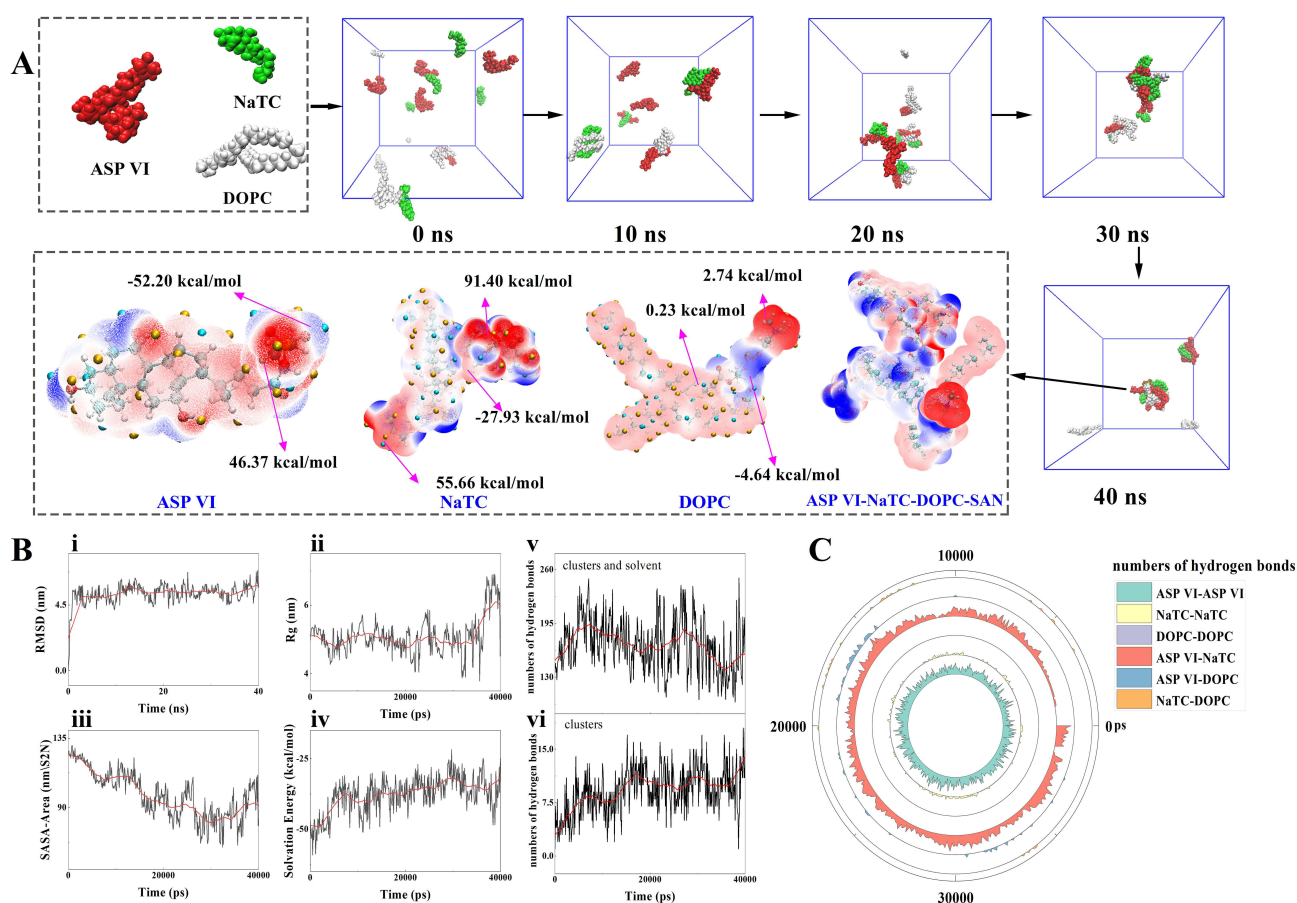 A
ASP VI
NaTC
DOPC
0 ns
10 ns
20 ns
30 ns
40 ns
-52.20 kcal/mol
46.37 kcal/mol
ASP VI
91.40 kcal/mol
-27.93 kcal/mol
55.66 kcal/mol
NaTC
2.74 kcal/mol
0.23 kcal/mol
-4.64 kcal/mol
DOPC
ASP VI-NaTC-DOPC-SAN
B
i
RMSD (nm)
4.5
0.0
0
40
Time (ns)
ii
Rg (nm)
6
4
0
20000
40000
Time (ps)
v
clusters and solvent
numbers of hydrogen bonds
260
195
130
iii
SASA-Area (nm\S2N)
135
90
0
20000
40000
Time (ps)
iv
Solvation Energy (kcal/mol)
-25
-50
0
20000
40000
Time (ps)
vi
clusters
numbers of hydrogen bonds
15.0
7.5
0.0
0
20000
40000
Time (ps)
C
10000
20000
30000
0 ps
numbers of hydrogen bonds
ASP VI-ASP VI
NaTC-NaTC
DOPC-DOPC
ASP VI-NaTC
ASP VI-DOPC
NaTC-DOPC